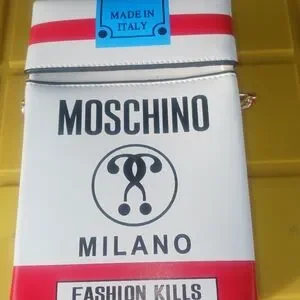 MADE IN
ITALY
MOSCHINO
MILANO
FASHION KILLS